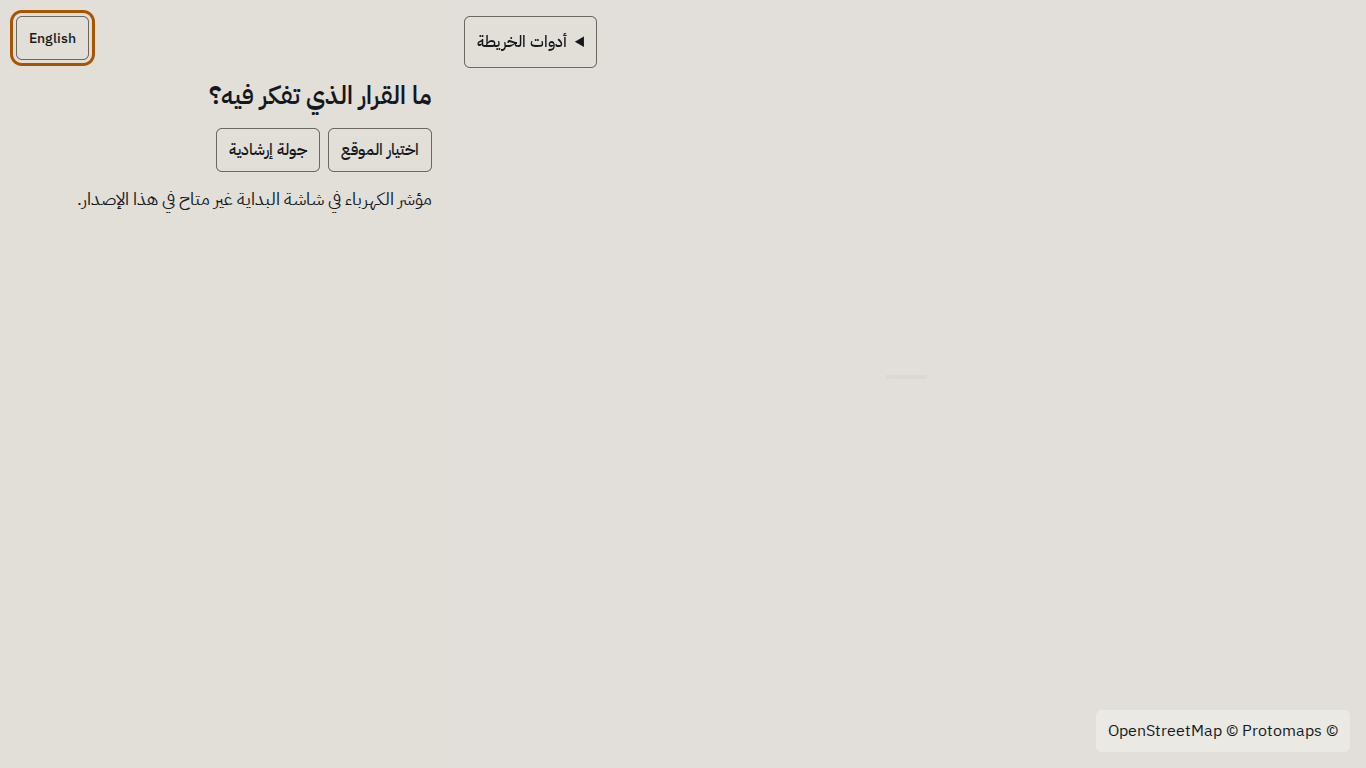 English
أدوات الخريطة
ما القرار الذي تفكر فيه؟
اختيار الموقع
جولة إرشادية
مؤشر الكهرباء في شاشة البداية غير متاح في هذا الإصدار.
OpenStreetMap © Protomaps ©